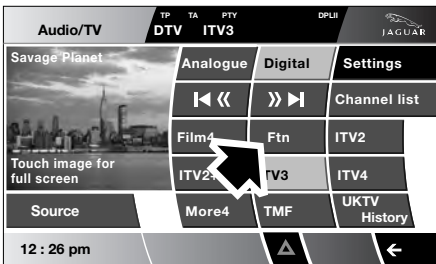 Audio/TV
TP TA PTY DPLII
DTV ITV3
JAGUAR
Savage Planet
Analogue Digital Settings
Channel list
Film4 Ftn ITV2
Touch image for
full screen
ITV2+ TV3 ITV4
Source More4 TMF UKTV
History
12 : 26 pm